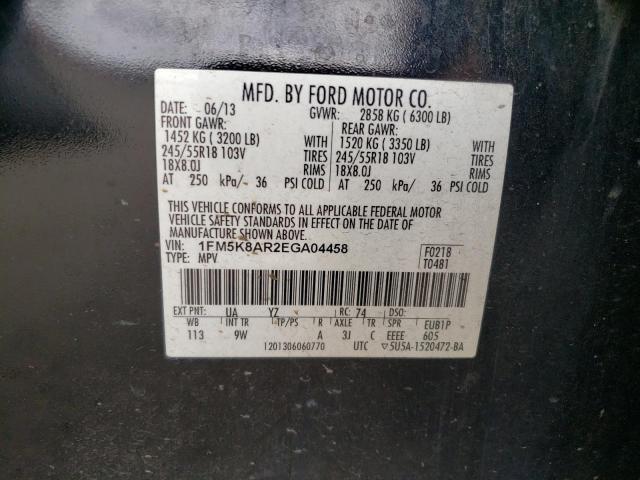 MFD. BY FORD MOTOR CO.
DATE: 06/13 GVWR: 2858 KG ( 6300 LB)
FRONT GAWR: REAR GAWR:
1452 KG ( 3200 LB) WITH 1520 KG ( 3350 LB) WITH
245/55R18 103V TIRES 245/55R18 103V TIRES
18X8.0J RIMS 18X8.0J RIMS
AT 250 kPa/ 36 PSI COLD AT 250 kPa/ 36 PSI COLD
THIS VEHICLE CONFORMS TO ALL APPLICABLE FEDERAL MOTOR
VEHICLE SAFETY STANDARDS IN EFFECT ON THE DATE OF
MANUFACTURE SHOWN ABOVE.
VIN: 1FM5K8AR2EGA04458 F0218
TYPE: MPV T0481
EXT PNT: UA YZ RC: 74 EUB1P
WB INT TR TP/PS R AXLE TR SPR
113 9W A 3J C EEEE 605
1201306060770 UTC ▽5U5A-1520472-BA